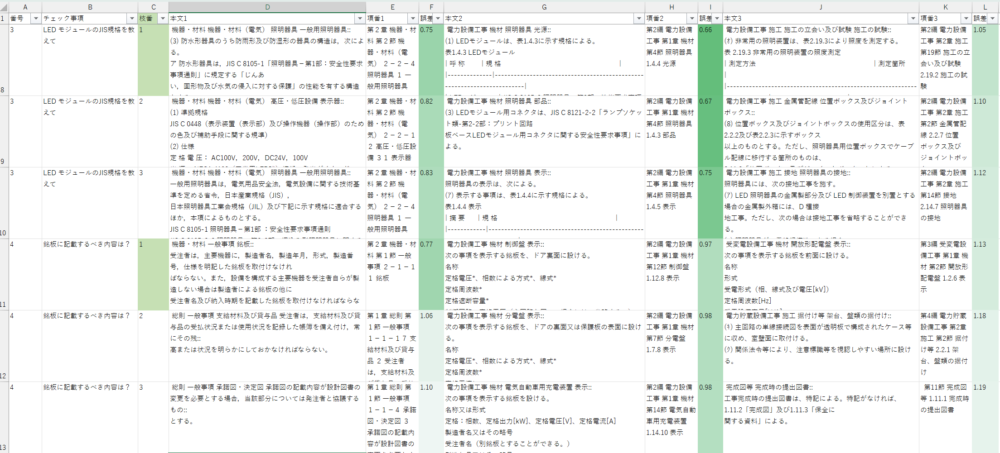 A B C D E F G H I J K L
1 番号 チェック事項 枝番 本文1 項番1 誤差 本文2 項番2 誤差 本文3 項番3 誤差
8
3
LED モジュールのJIS規格を教
えて
1
機器・材料 機器・材料（電気） 照明器具 一般用照明器具::
(3) 防水形器具のうち防雨形及び防湿形の器具の構造は，次によ
る。
ア 防水形器具は，JIS C 8105-1「照明器具－第1部：安全性要求
事項通則」に規定する「じんあ
い，固形物及び水気の侵入に対する保護」の性能を有する構造
第２章 機器・材
料 第２節 機
器・材料（電
気） ２－２－４
照明器具 １ 一
般用照明器具
0.75
電力設備工事 機材 照明器具 光源::
(1) LEDモジュールは、表1.4.3に示す規格による。
表1.4.3 LEDモジュール
| 呼 称 | 規 格 |
|--------------|-----------------------------------------------
-------------------------|
第2編 電力設備
工事 第1章 機材
第4節 照明器具
1.4.4 光源
0.66
電力設備工事 施工 施工の立会い及び試験 施工の試験::
(ｵ) 非常用の照明装置は、表2.19.3により照度を測定する。
表 2.19.3 非常用の照明装置の照度測定
| 測定方法 | 測定箇所
|
|------------------------------------------------------------
第2編 電力設備
工事 第2章 施工
第19節 施工の立
会い及び試験
2.19.2 施工の試
験
1.05
9
3
LED モジュールのJIS規格を教
えて
2
機器・材料 機器・材料（電気） 高圧・低圧設備 表示器::
(1) 準拠規格
JIS C 0448（表示装置（表示部）及び操作機器（操作部）のため
の色及び補助手段に関する規準）
(2) 仕様
定 格 電 圧： AC100V，200V，DC24V，100V
第２章 機器・材
料 第２節 機
器・材料（電
気） ２－２－１
２ 高圧・低圧設
備 ３１ 表示器
0.82
電力設備工事 機材 照明器具 部品::
(3) LEDモジュール用コネクタは、JIS C 8121-2-2「ランプソケッ
ト類-第2-2部：プリント回路
板ベースLEDモジュール用コネクタに関する安全性要求事項」に
よる。
第2編 電力設備
工事 第1章 機材
第4節 照明器具
1.4.3 部品
0.67
電力設備工事 施工 金属管配線 位置ボックス及びジョイント
ボックス::
(8) 位置ボックス及びジョイントボックスの使用区分は、表
2.2.2及び表2.2.3に示すボックス
以上のものとする。ただし、照明器具用位置ボックスでケーブ
ル配線に移行する箇所のものは、
第2編 電力設備
工事 第2章 施工
第2節 金属管配
線 2.2.7 位置
ボックス及び
ジョイントボッ
1.10
10
3
LED モジュールのJIS規格を教
えて
3
機器・材料 機器・材料（電気） 照明器具 一般用照明器具::
一般用照明器具は，電気用品安全法，電気設備に関する技術基
準を定める省令，日本産業規格（JIS），
日本照明器具工業会規格（JIL）及び下記に示す規格に適合する
ほか，本項によるものとする。
JIS C 8105-1 照明器具－第1部 ：安全性要求事項通則
第２章 機器・材
料 第２節 機
器・材料（電
気） ２－２－４
照明器具 １ 一
般用照明器具
0.83
電力設備工事 機材 照明器具 表示::
照明器具の表示は、次による。
(ｱ) 表示する事項は、表1.4.4に示す規格による。
表1.4.4 表示
| 摘 要 | 規 格 |
|------------|-------------------------------------------------
第2編 電力設備
工事 第1章 機材
第4節 照明器具
1.4.5 表示
0.75
電力設備工事 施工 接地 照明器具の接地::
照明器具には、次の接地工事を施す。
(ｱ) LED 照明器具の金属製部分及び LED 制御装置を別置とする
場合の金属製外箱には、D 種接
地工事。ただし、次の場合は接地工事を省略することができ
る。
第2編 電力設備
工事 第2章 施工
第14節 接地
2.14.7 照明器具
の接地
1.12
11
4
銘板に記載するべき内容は？
1
機器・材料 一般事項 銘板::
受注者は，主要機器に，製造者名，製造年月，形式，製造番
号，仕様を明記した銘板を取付けなけれ
ばならない。また，設備を構成する主要機器を受注者自らが製
造しない場合は製造者による銘板の他に
受注者名及び納入時期を記載した銘板を取付けなければならな
第２章 機器・材
料 第１節 一般
事項 ２－１－１
１ 銘板
0.77
電力設備工事 機材 制御盤 表示::
次の事項を表示する銘板を、ドア裏面に設ける。
名称
定格電圧*、相数による方式*、線式*
定格周波数*
定格遮断容量*
第2編 電力設備
工事 第1章 機材
第12節 制御盤
1.12.8 表示
0.97
受変電設備工事 機材 開放形配電盤 表示::
次の事項を表示する銘板を前面に設ける。
名称
形式
受電形式（相、線式及び電圧[kV]）
定格周波数[Hz]
第3編 受変電設
備工事 第1章 機
材 第2節 開放形
配電盤 1.2.6 表
示
1.13
12
4
銘板に記載するべき内容は？
2
総則 一般事項 支給材料及び貸与品 受注者は，支給材料及び貸
与品の受払状況または使用状況を記録した帳簿を備え付け，常
にその残::
高または状況を明らかにしておかなければならない。
第１章 総則 第
１節 一般事項
１－１－１７ 支
給材料及び貸与
品 ２ 受注者
は，支給材料及
1.06
電力設備工事 機材 分電盤 表示::
次の事項を表示する銘板を、ドアの裏面又は保護板の表面に設け
る。
名称
定格電圧*、相数による方式*、線式*
定格周波数*
第2編 電力設備
工事 第1章 機材
第7節 分電盤
1.7.8 表示
0.98
電力貯蔵設備工事 施工 据付け等 架台、盤類の据付け::
(ｷ) 主回路の単線接続図を表面が透明板で構成されたケース等
に収め、室壁面に取付ける。
(ｸ) 関係法令等により、注意標識等を視認しやすい場所に設け
る。
第4編 電力貯蔵
設備工事 第2章
施工 第2節 据付
け等 2.2.1 架
台、盤類の据付
け
1.18
13
4
銘板に記載するべき内容は？
3
総則 一般事項 承諾図・決定図 承諾図の記載内容が設計図書の
変更を必要とする場合，当該部分については発注者と協議する
もの::
とする。
第１章 総則 第
１節 一般事項
１－１－４ 承諾
図・決定図 ３
承諾図の記載内
容が設計図書の
1.10
電力設備工事 機材 電気自動車用充電装置 表示::
次の事項を表示する銘板を設ける。
名称又は形式
定格：相数、定格出力[kW]、定格電圧[V]、定格電流[A]
製造者名又はその略号
受注者名（別銘板とすることができる。）
第2編 電力設備
工事 第1章 機材
第14節 電気自動
車用充電装置
1.14.10 表示
0.98
完成図等 完成時の提出図書::
工事完成時の提出図書は、特記による。特記がなければ、
1.11.2「完成図」及び1.11.3「保全に
関する資料」による。
第11節 完成図
等 1.11.1 完成時
の提出図書
1.19